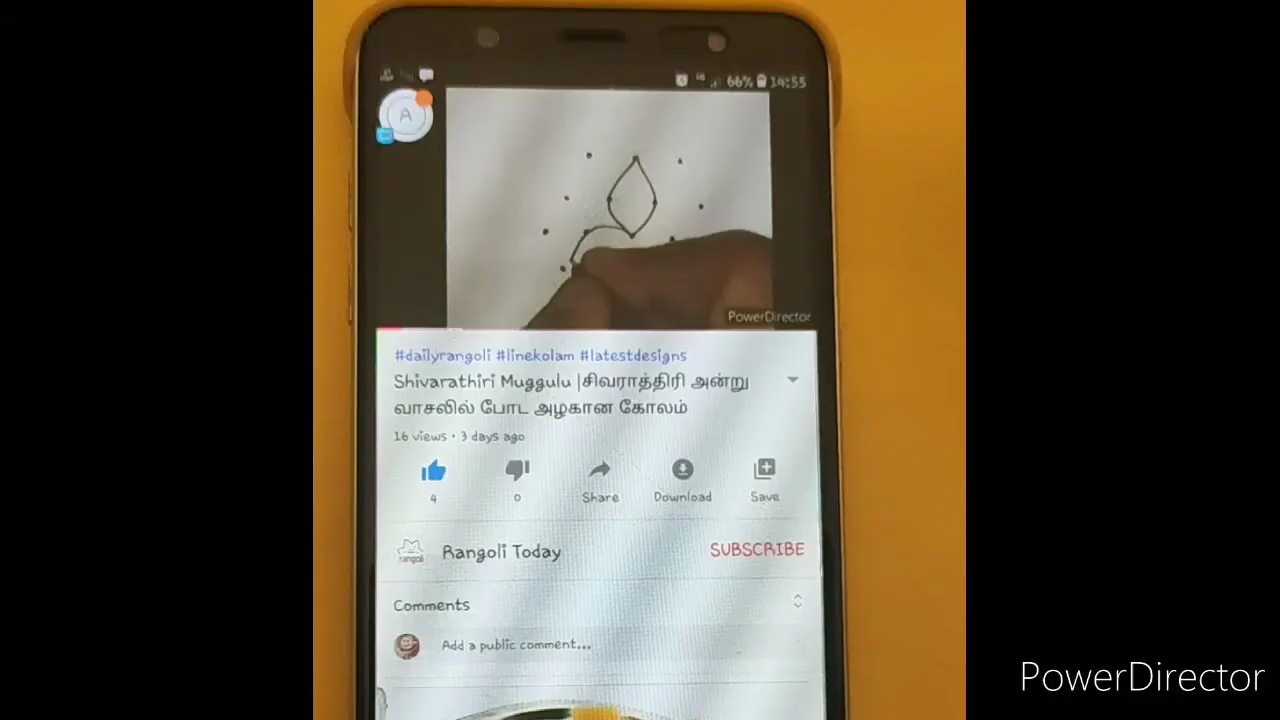 66% 14:55
A
PowerDirector
#dailyrangoli #linekolam #latestdesigns
Shivarathiri Muggulu |சிவராத்திரி அன்று
வாசலில் போட அழகான கோலம்
16 views • 3 days ago
4 0 Share Download Save
rangoli Rangoli Today SUBSCRIBE
Comments
Add a public comment...
PowerDirector